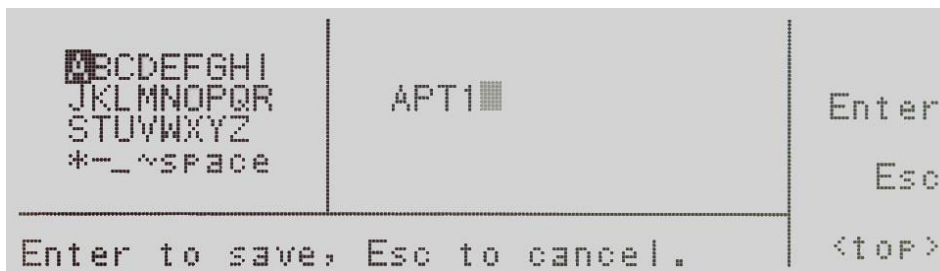 ABCDEFGHI
JKLMNOPQR
STUVWXYZ
*-_~space
APT1
Enter to save, Esc to cancel.
Enter
Esc
<top>